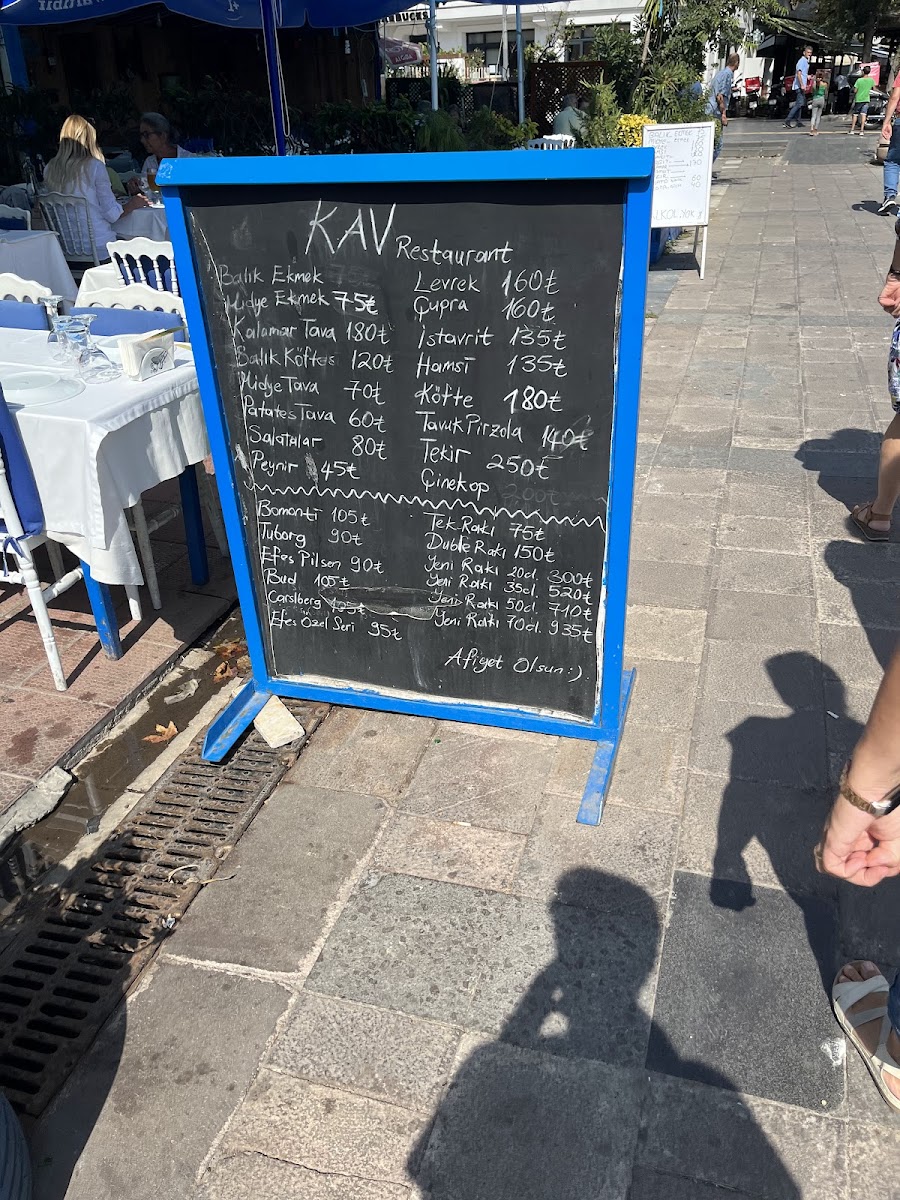 KAV Restaurant
Balık Ekmek
Midye Ekmek 75₺
Kalamar Tava 180₺
Balık Köftes 120₺
Midye Tava 70₺
Patates Tava 60₺
Salatalar 80₺
Peynir 45₺
Levrek 160₺
Çupra 160₺
İstavrit 135₺
Hamsi 135₺
Köfte 180₺
Tavuk Pirzola 140₺
Tekir 250₺
Çinekop 200₺
Bomonti 105₺
Tuborg 90₺
Efes Pilsen 90₺
Bud 105₺
Carslberg 105₺
Efes Özel Seri 95₺
Tek Rakı 75₺
Duble Rakı 150₺
Yeni Rakı 20cl. 300₺
Yeni Rakı 35cl. 520₺
Yeni Rakı 50cl. 710₺
Yeni Rakı 70cl. 935₺
Afiyet Olsun :)